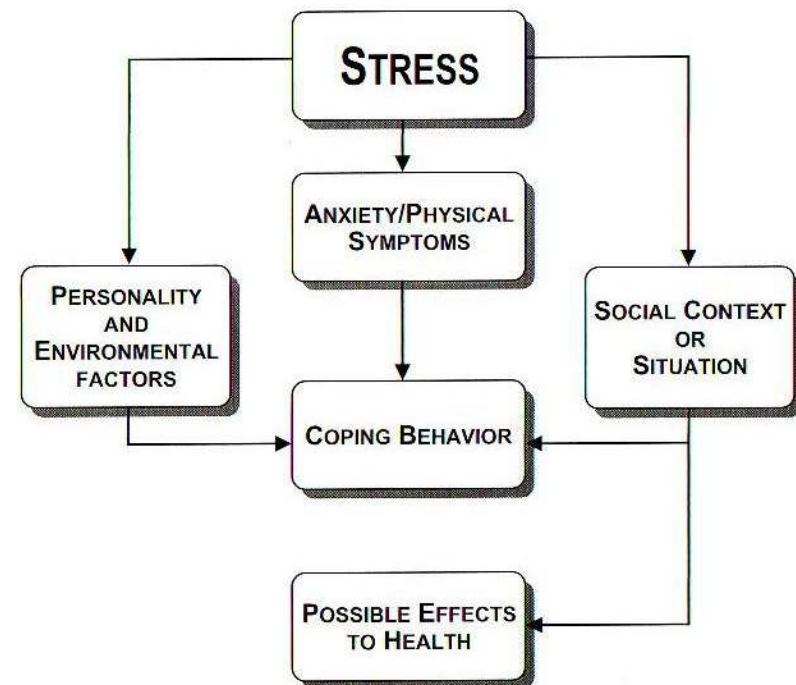 STRESS
ANXIETY/PHYSICAL
SYMPTOMS
PERSONALITY
AND
ENVIRONMENTAL
FACTORS
SOCIAL CONTEXT
OR
SITUATION
COPING BEHAVIOR
POSSIBLE EFFECTS
TO HEALTH